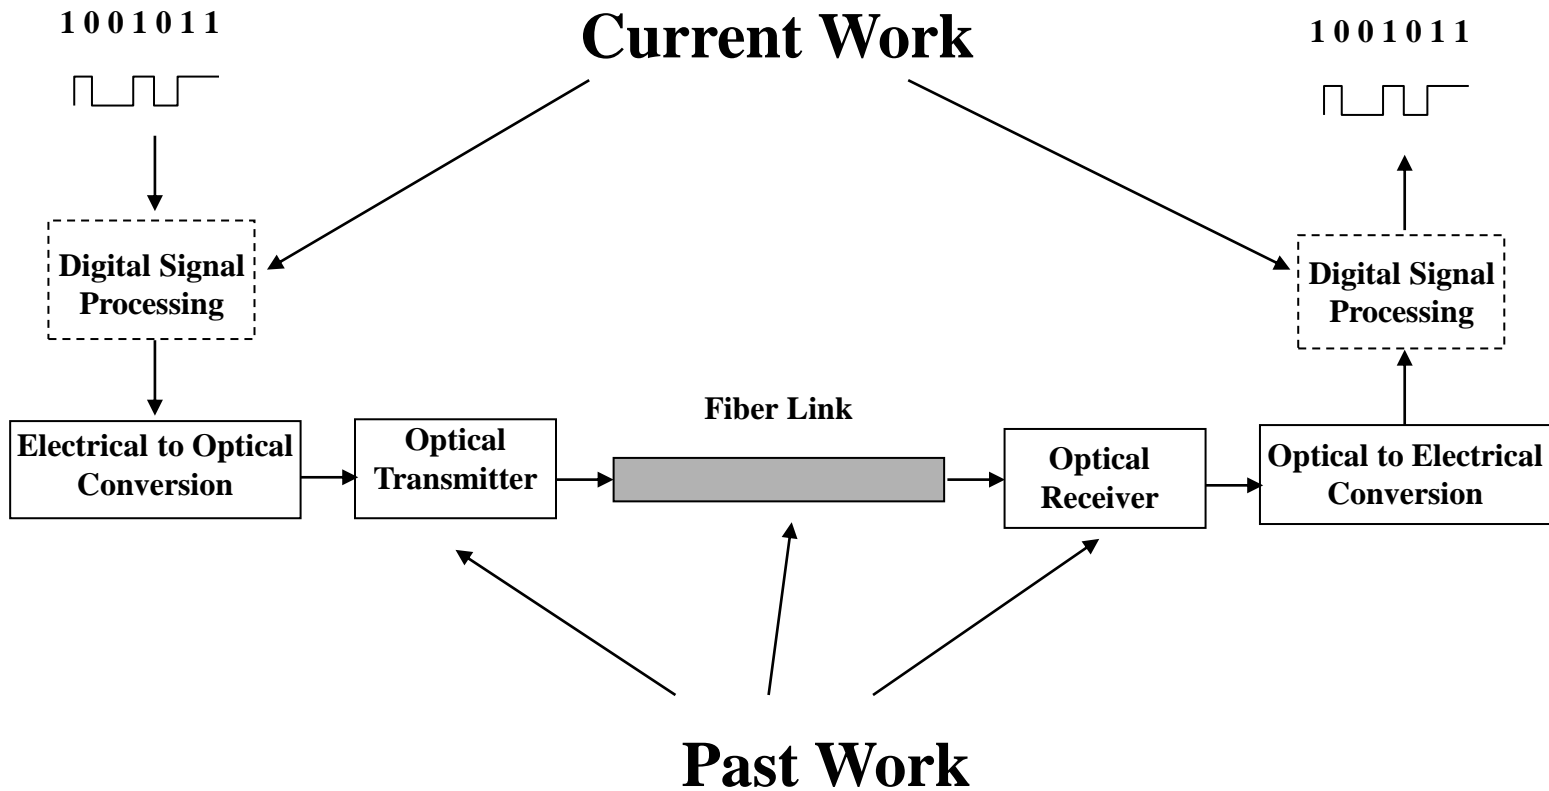 1 0 0 1 0 1 1
Current Work
1 0 0 1 0 1 1
Digital Signal
Processing
Digital Signal
Processing
Electrical to Optical
Conversion
Optical
Transmitter
Fiber Link
Optical
Receiver
Optical to Electrical
Conversion
Past Work